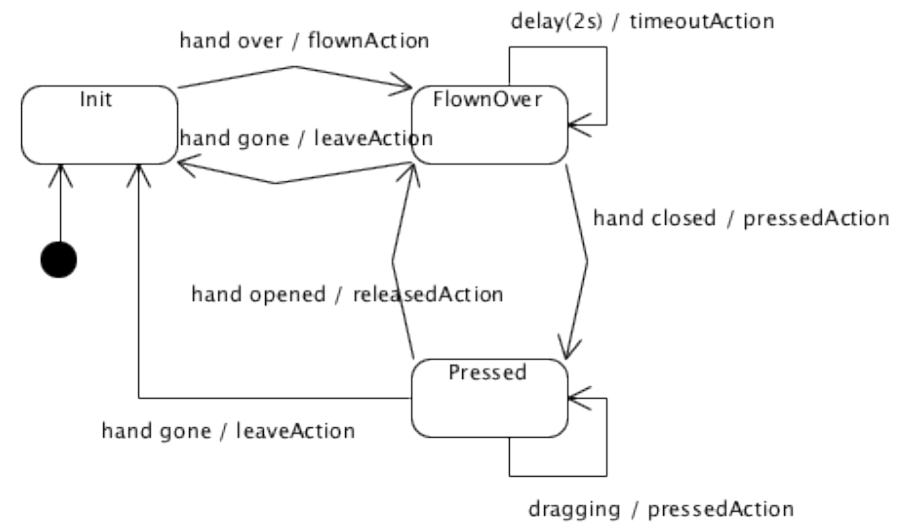 delay(2s) / timeoutAction
hand over / flownAction
Init
FlownOver
hand gone / leaveAction
hand closed / pressedAction
hand opened / releasedAction
Pressed
hand gone / leaveAction
dragging / pressedAction